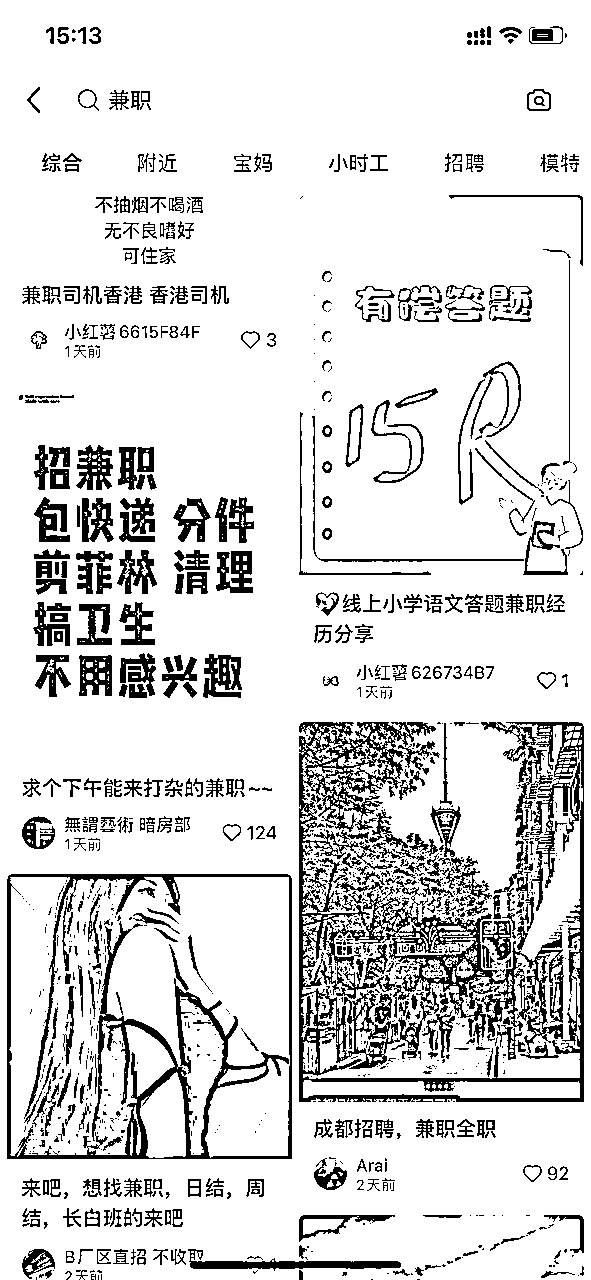 15:13
兼职
综合 附近 宝妈 小时工 招聘 模特
不抽烟不喝酒
无不良嗜好
可住家
兼职司机香港 香港司机
小红薯6615F84F
1天前
3
招兼职
包快递 分件
剪菲林 清理
搞卫生
不用感兴趣
求个下午能来打杂的兼职~~
無謂藝術 暗房部
1天前
124
来吧，想找兼职，日结，周
结，长白班的来吧
B厂区直招 不收取
2天前
有偿答题
15R
线上小学语文答题兼职经
历分享
小红薯626734B7
1天前
1
成都招聘，兼职全职
Arai
2天前
92